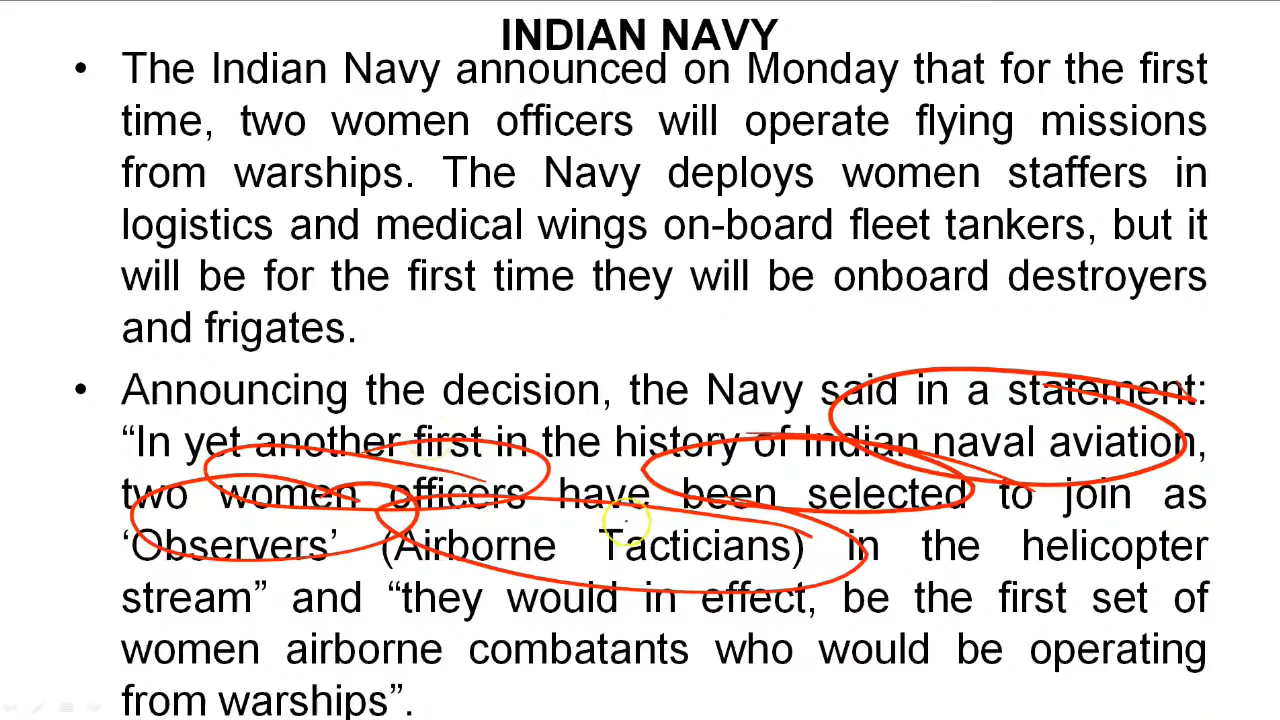 INDIAN NAVY
• The Indian Navy announced on Monday that for the first
time, two women officers will operate flying missions
from warships. The Navy deploys women staffers in
logistics and medical wings on-board fleet tankers, but it
will be for the first time they will be onboard destroyers
and frigates.
• Announcing the decision, the Navy said in a statement:
“In yet another first in the history of Indian naval aviation,
two women officers have been selected to join as
‘Observers’ (Airborne Tacticians) in the helicopter
stream” and “they would in effect, be the first set of
women airborne combatants who would be operating
from warships”.